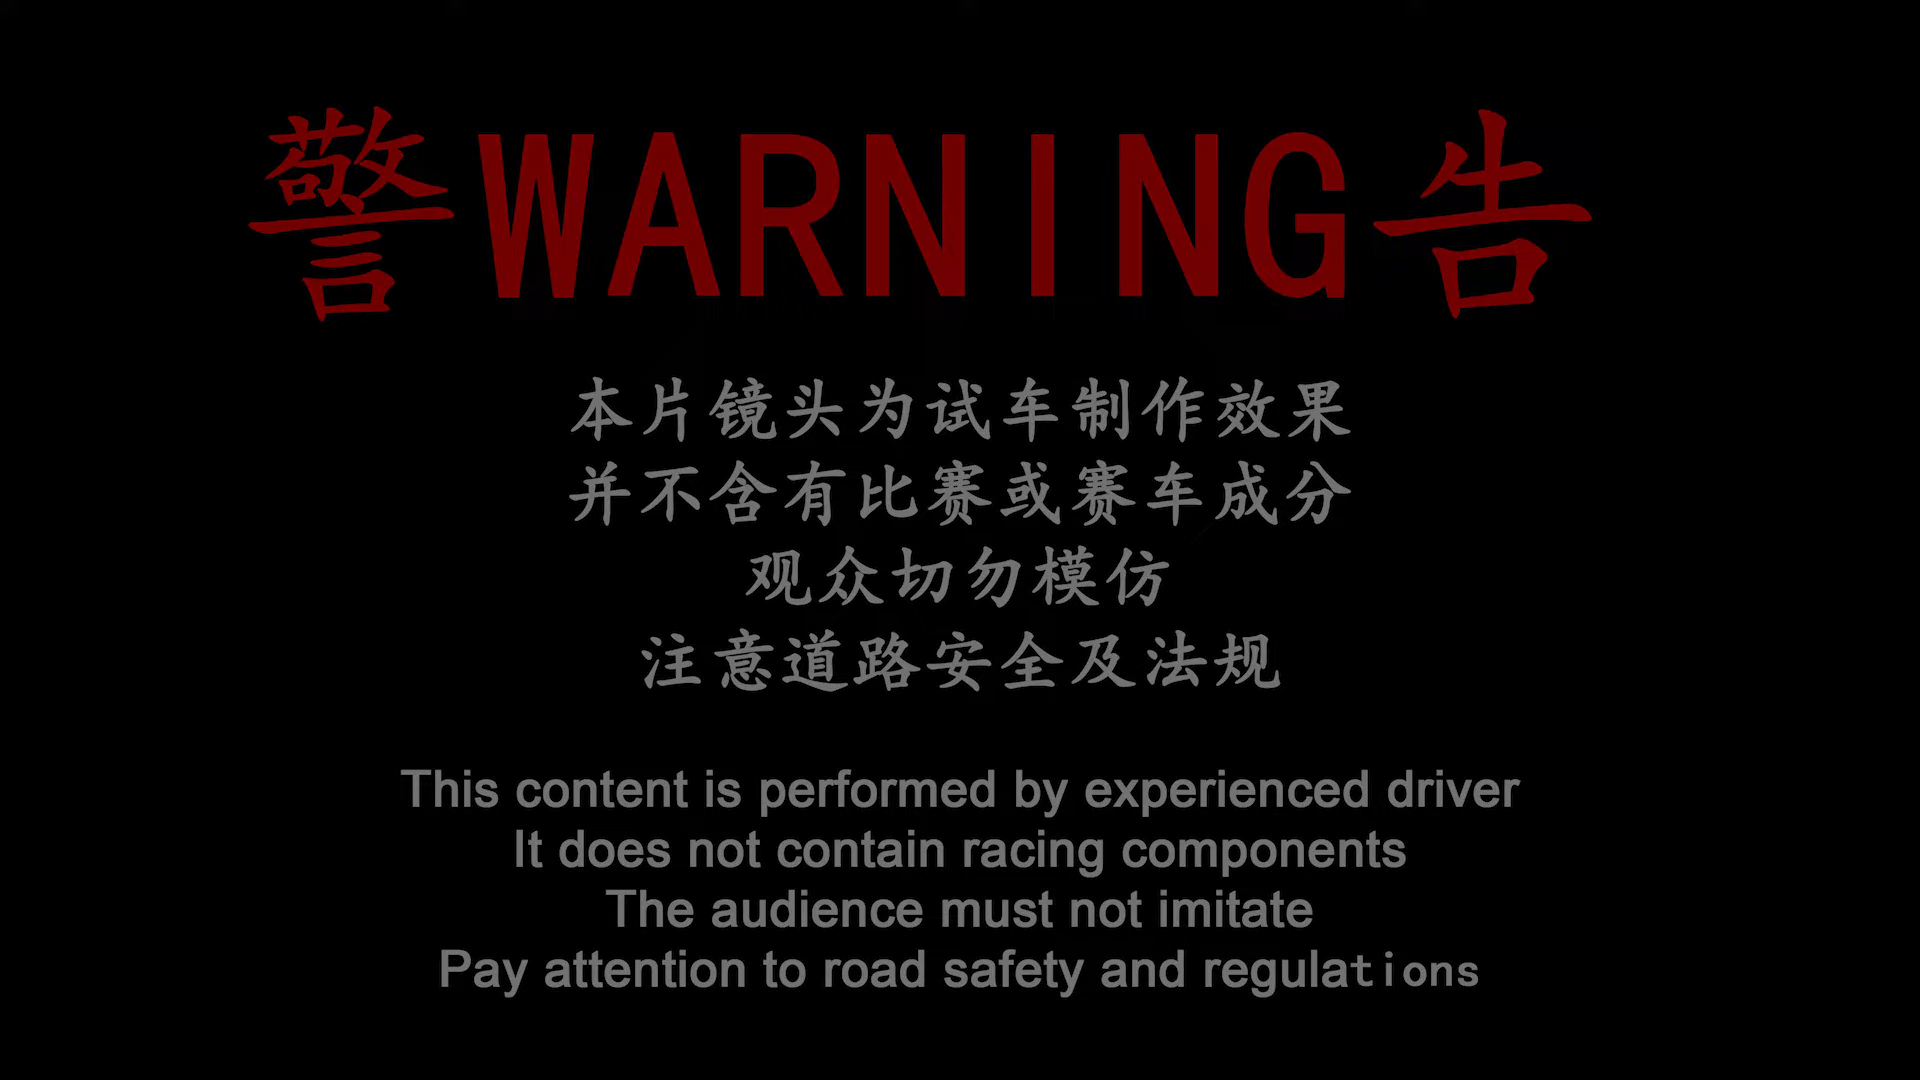 警WARNING告
本片镜头为试车制作效果
并不含有比赛或赛车成分
观众切勿模仿
注意道路安全及法规
This content is performed by experienced driver
It does not contain racing components
The audience must not imitate
Pay attention to road safety and regulations